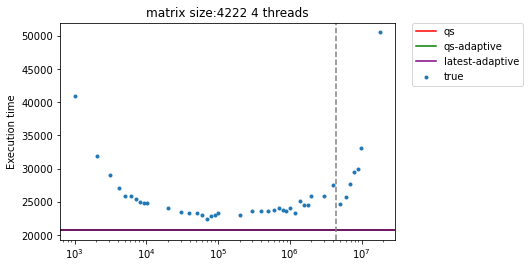 matrix size:4222 4 threads
qs
qs-adaptive
latest-adaptive
true
Execution time
50000
45000
40000
35000
30000
25000
20000
10³
10⁴
10⁵
10⁶
10⁷